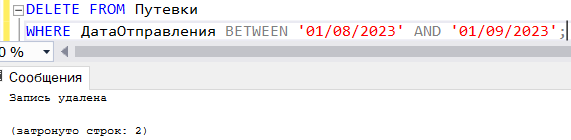 DELETE FROM Путевки
WHERE ДатаОтправления BETWEEN '01/08/2023' AND '01/09/2023';
0 %
Сообщения
Запись удалена
(затронуто строк: 2)